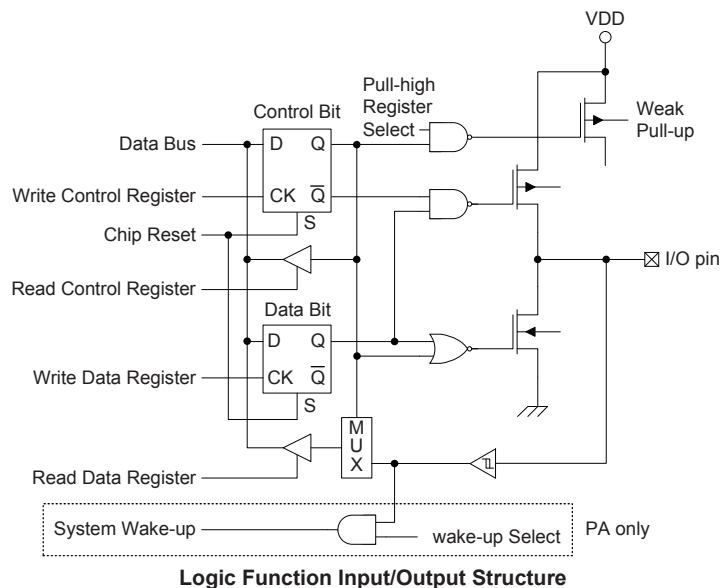 VDD
Pull-high
Register
Select
Control Bit
Weak
Pull-up
Data Bus
D
Q
Write Control Register
CK
Q
S
Chip Reset
I/O pin
Read Control Register
Data Bit
D
Q
Write Data Register
CK
Q
S
M
U
X
Read Data Register
System Wake-up
wake-up Select
PA only
Logic Function Input/Output Structure